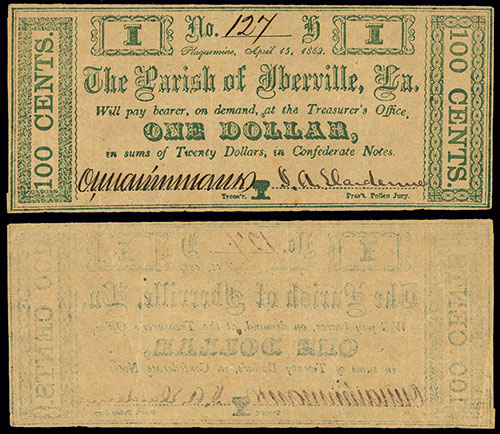 I No. 127 H I
Plaquemine, April 15, 1862.
100 CENTS.
The Parish of Iberville, La.
Will pay bearer, on demand, at the Treasurer's Office,
ONE DOLLAR,
in sums of Twenty Dollars, in Confederate Notes.
Treas'r. I Pres't. Police Jury.
100 CENTS.